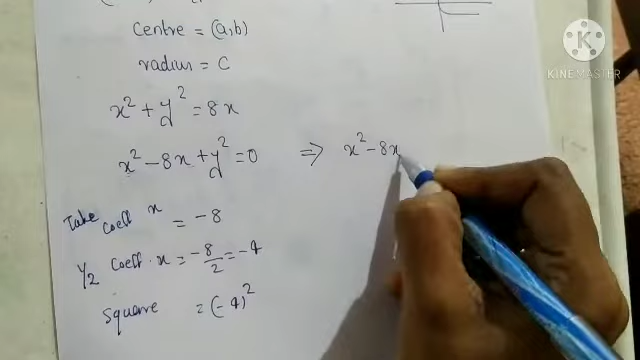 Centre = (a,b)
radius = C
x² + y² = 8x
x² - 8x + y² = 0 ⇒ x² - 8x
Take coeff x = -8
1/2 coeff. x = -8/2 = -4
Square = (-4)²
KINEMASTER